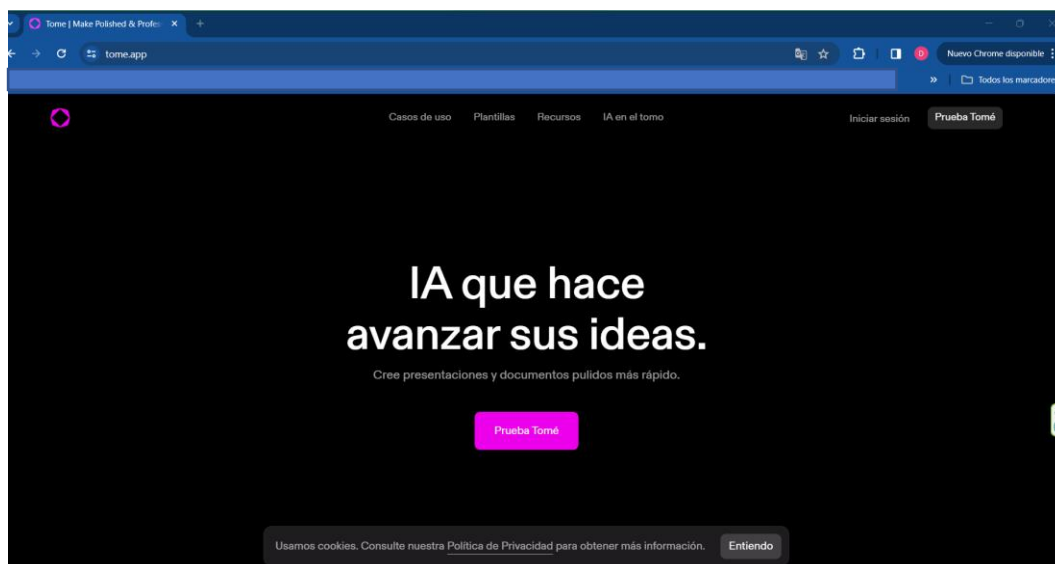 Tome | Make Polished & Profes
tome.app
Nuevo Chrome disponible
D
Todos los marcadores
Casos de uso
Plantillas
Recursos
IA en el tomo
Iniciar sesión
Prueba Tomé
IA que hace
avanzar sus ideas.
Cree presentaciones y documentos pulidos más rápido.
Prueba Tomé
Usamos cookies. Consulte nuestra Política de Privacidad para obtener más información.
Entiendo